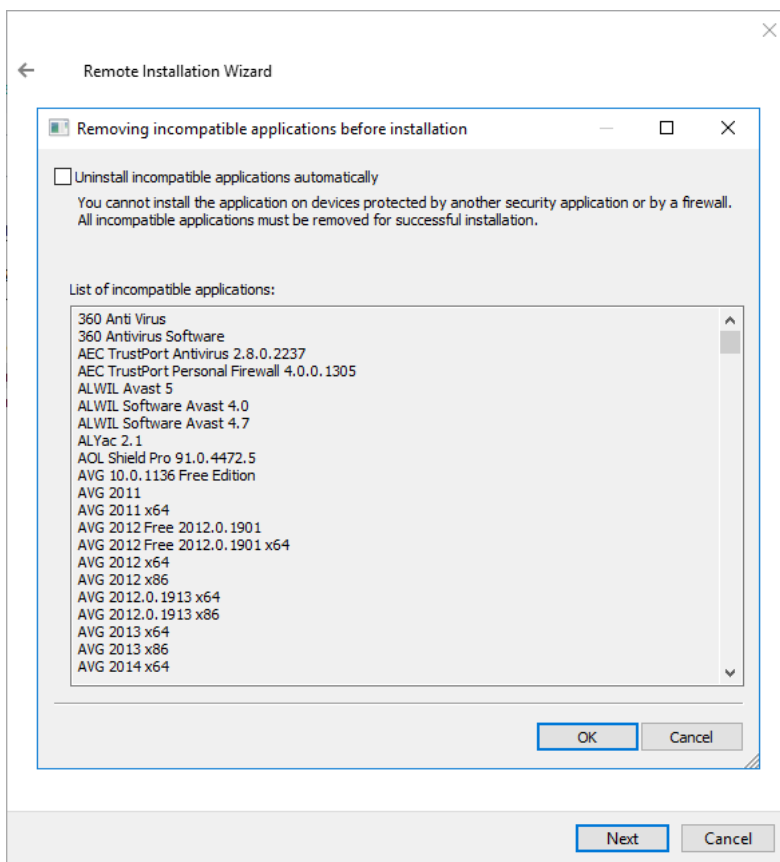 Remote Installation Wizard
Removing incompatible applications before installation
Uninstall incompatible applications automatically
You cannot install the application on devices protected by another security application or by a firewall.
All incompatible applications must be removed for successful installation.
List of incompatible applications:
360 Anti Virus
360 Antivirus Software
AEC TrustPort Antivirus 2.8.0.2237
AEC TrustPort Personal Firewall 4.0.0.1305
ALWIL Avast 5
ALWIL Software Avast 4.0
ALWIL Software Avast 4.7
ALYac 2.1
AOL Shield Pro 91.0.4472.5
AVG 10.0.1136 Free Edition
AVG 2011
AVG 2011 x64
AVG 2012 Free 2012.0.1901
AVG 2012 Free 2012.0.1901 x64
AVG 2012 x64
AVG 2012 x86
AVG 2012.0.1913 x64
AVG 2012.0.1913 x86
AVG 2013 x64
AVG 2013 x86
AVG 2014 x64
OK Cancel
Next Cancel